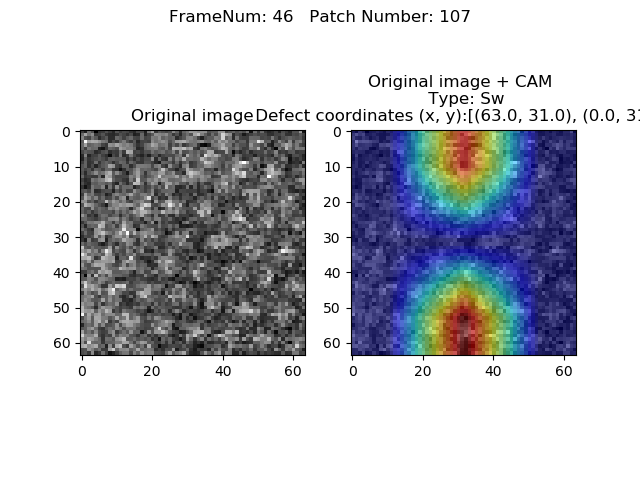 FrameNum: 46   Patch Number: 107
Original image + CAM
Type: Sw
Original image
Defect coordinates (x, y):[(63.0, 31.0), (0.0, 31
0
10
20
30
40
50
60
0 20 40 60
0
10
20
30
40
50
60
0 20 40 60